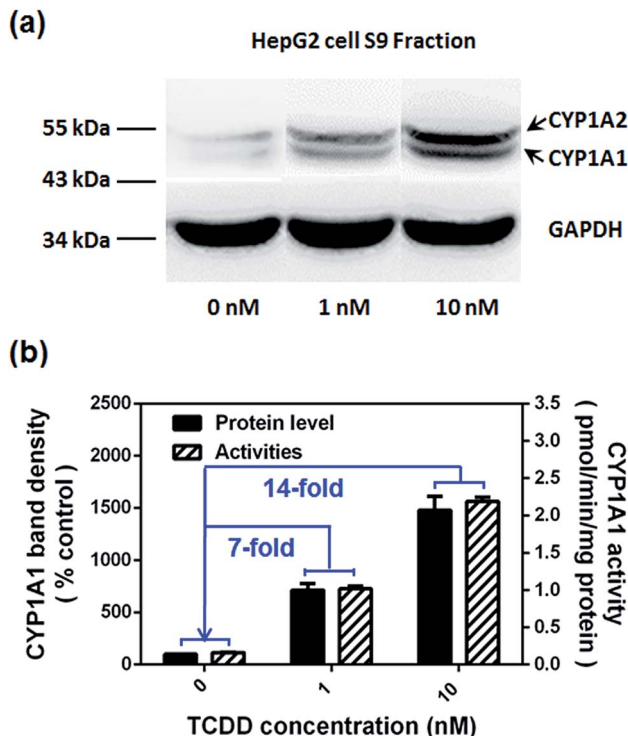 (a)
HepG2 cell S9 Fraction
55 kDa
CYP1A2
CYP1A1
43 kDa
34 kDa
GAPDH
0 nM 1 nM 10 nM
(b)
CYP1A1 band density
( % control )
2500
2000
1500
1000
500
0
Protein level
Activities
14-fold
7-fold
3.5
3.0
2.5
2.0
1.5
1.0
0.5
0.0
CYP1A1 activity
( pmol/min/mg protein )
0 1 10
TCDD concentration (nM)